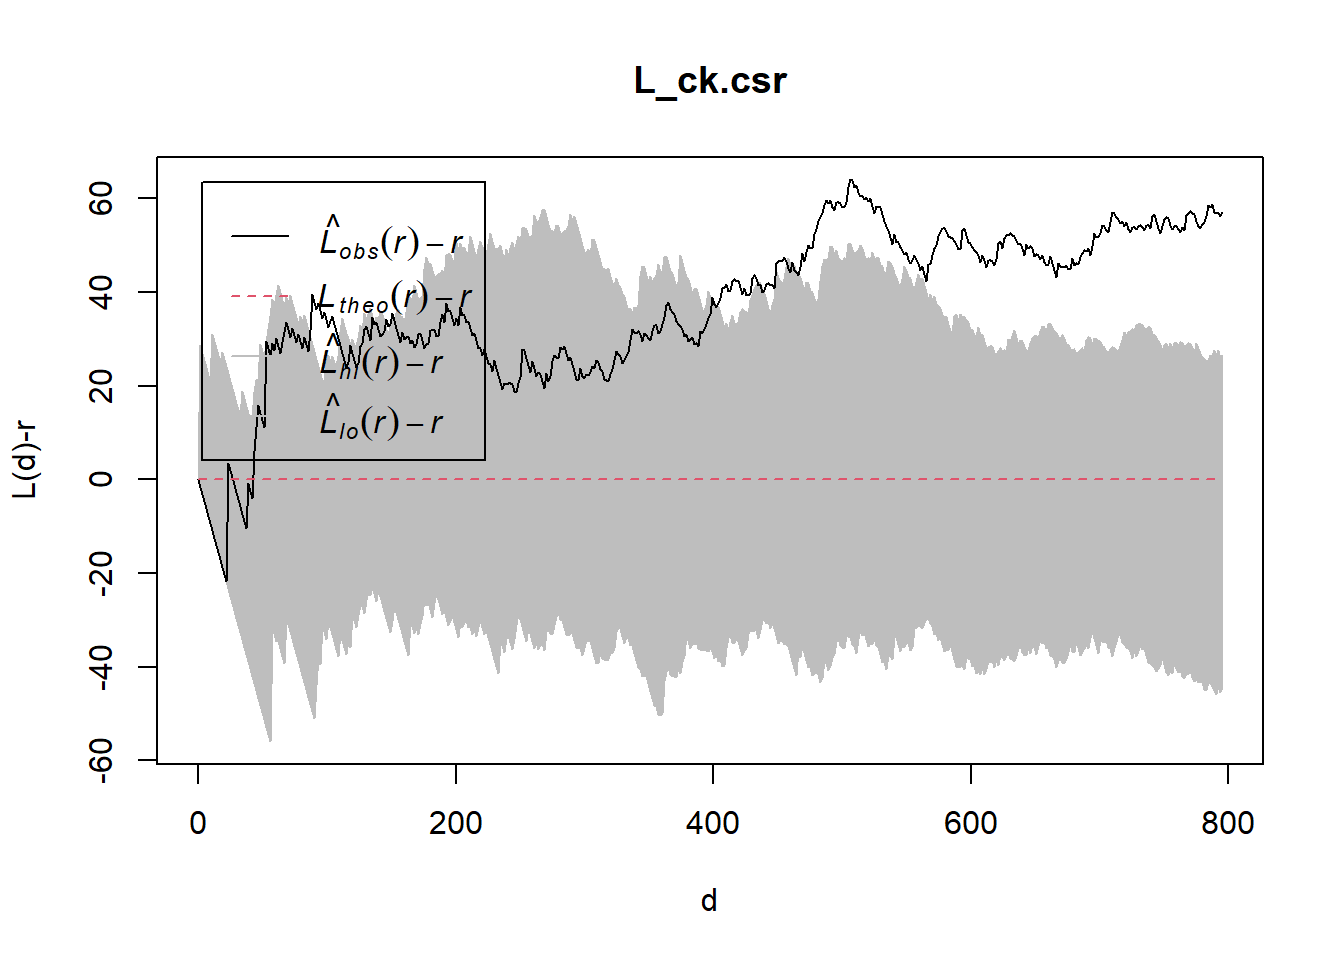 L_ck.csr
L(d)-r
60
40
20
0
-20
-40
-60
L̂obs(r) – r
Ltheo(r) – r
L̂hi(r) – r
L̂lo(r) – r
0 200 400 600 800
d